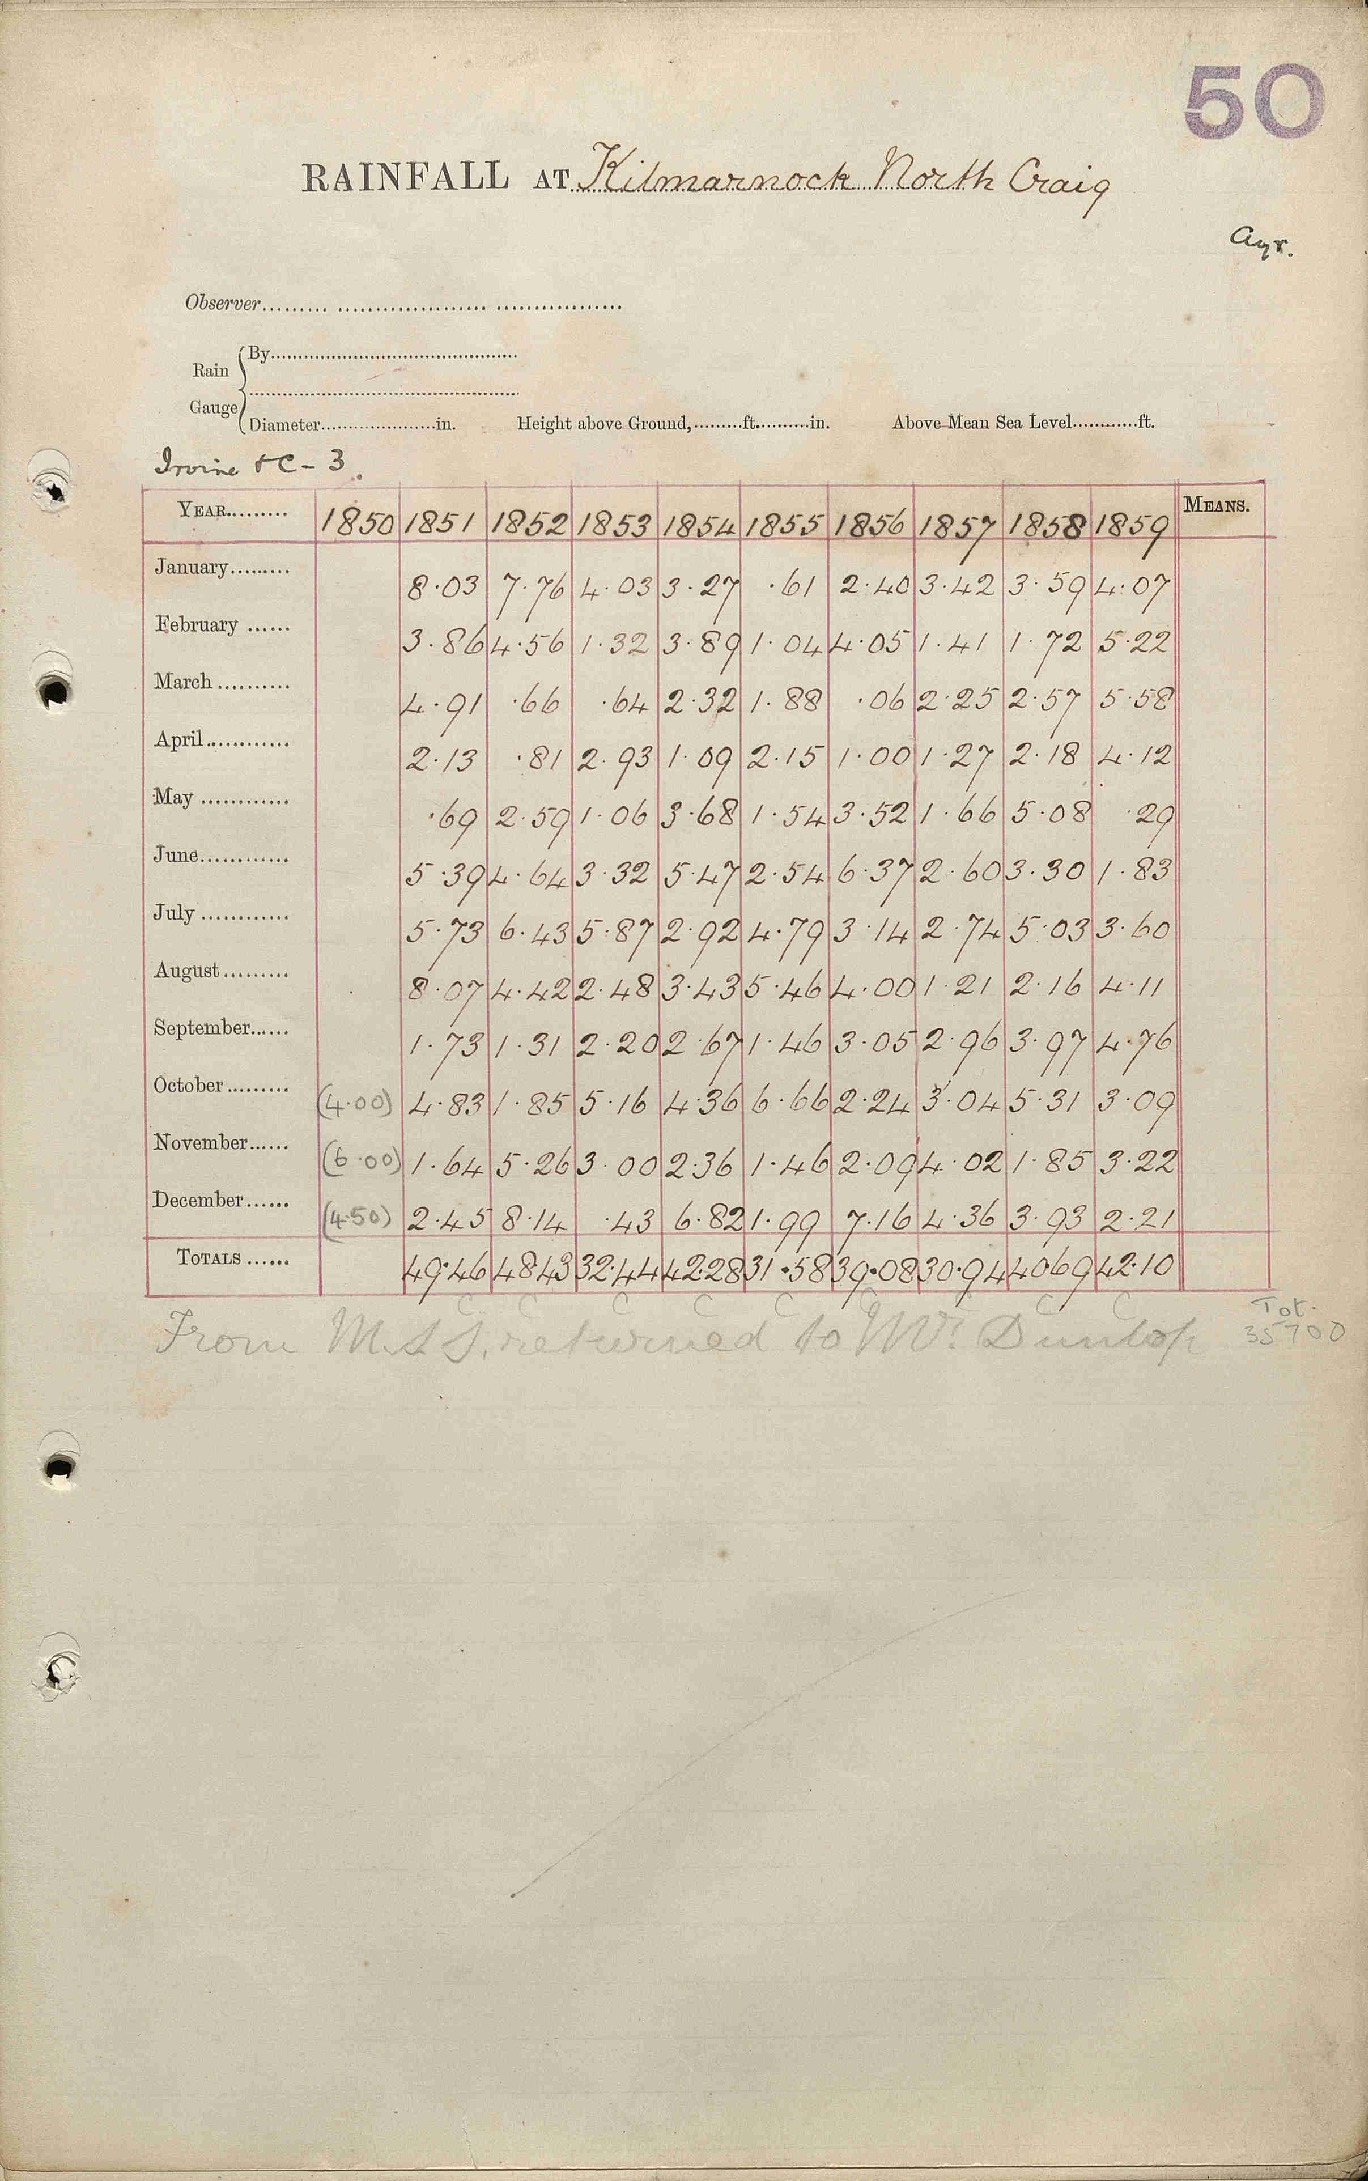 50
RAINFALL AT Kilmarnock North Craig
Ayr.
Observer
Rain Gauge
By
Diameter in. Height above Ground, ft. in. Above Mean Sea Level ft.
Irvine &C - 3.
YEAR 1850 1851 1852 1853 1854 1855 1856 1857 1858 1859 MEANS.
January 8.03 7.76 4.03 3.27 .61 2.40 3.42 3.59 4.07
February 3.86 4.56 1.32 3.89 1.04 4.05 1.41 1.72 5.22
March 4.91 .66 .64 2.32 1.88 .06 2.25 2.57 5.58
April 2.13 .81 2.93 1.09 2.15 1.00 1.27 2.18 4.12
May .69 2.59 1.06 3.68 1.54 3.52 1.66 5.08 .29
June 5.39 4.64 3.32 5.47 2.54 6.37 2.60 3.30 1.83
July 5.73 6.43 5.87 2.92 4.79 3.14 2.74 5.03 3.60
August 8.07 4.42 2.48 3.43 5.46 4.00 1.21 2.16 4.11
September 1.73 1.31 2.20 2.67 1.46 3.05 2.96 3.97 4.76
October (4.00) 4.83 1.85 5.16 4.36 6.66 2.24 3.04 5.31 3.09
November (6.00) 1.64 5.26 3.00 2.36 1.46 2.09 4.02 1.85 3.22
December (4.50) 2.45 8.14 .43 6.82 1.99 7.16 4.36 3.93 2.21
TOTALS 49.46 48.43 32.44 42.28 31.58 39.08 30.94 40.69 42.10
C C C C C C C C
Tot.
From M.S.S. returned to Mr. Dunlop 35700